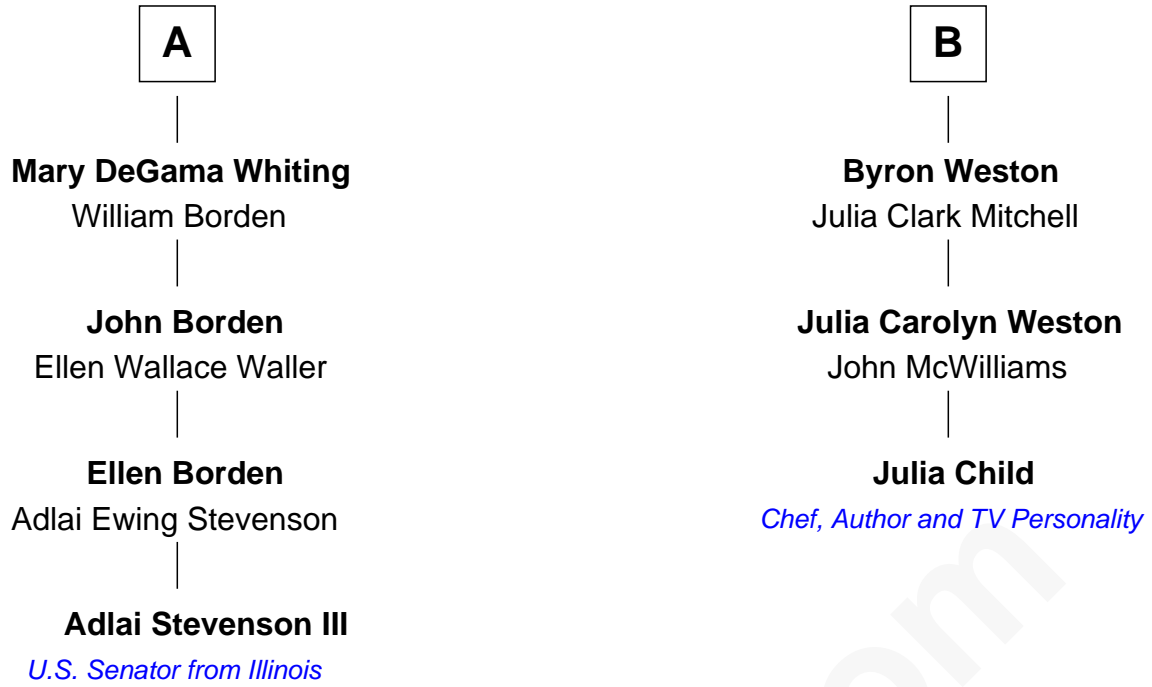 A
Mary DeGama Whiting
William Borden
John Borden
Ellen Wallace Waller
Ellen Borden
Adlai Ewing Stevenson
Adlai Stevenson III
U.S. Senator from Illinois
B
Byron Weston
Julia Clark Mitchell
Julia Carolyn Weston
John McWilliams
Julia Child
Chef, Author and TV Personality
om